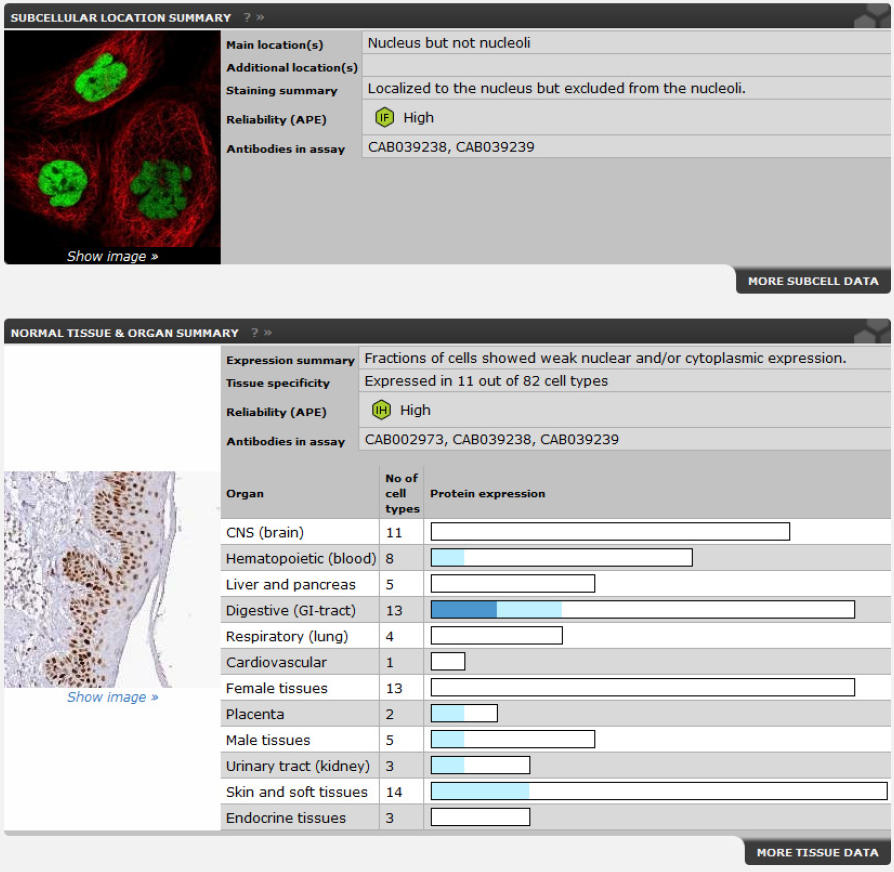 SUBCELLULAR LOCATION SUMMARY ? »
Main location(s) Nucleus but not nucleoli
Additional location(s)
Staining summary Localized to the nucleus but excluded from the nucleoli.
Reliability (APE) IF High
Antibodies in assay CAB039238, CAB039239
Show image »
MORE SUBCELL DATA
NORMAL TISSUE & ORGAN SUMMARY ? »
Expression summary Fractions of cells showed weak nuclear and/or cytoplasmic expression.
Tissue specificity Expressed in 11 out of 82 cell types
Reliability (APE) IH High
Antibodies in assay CAB002973, CAB039238, CAB039239
Organ No of cell types Protein expression
CNS (brain) 11
Hematopoietic (blood) 8
Liver and pancreas 5
Digestive (GI-tract) 13
Respiratory (lung) 4
Cardiovascular 1
Female tissues 13
Show image »
Placenta 2
Male tissues 5
Urinary tract (kidney) 3
Skin and soft tissues 14
Endocrine tissues 3
MORE TISSUE DATA